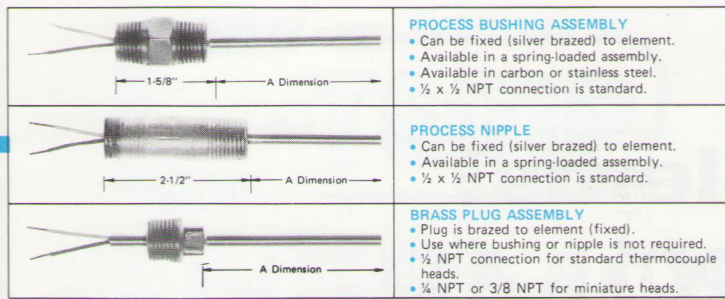 1-5/8"
A Dimension
PROCESS BUSHING ASSEMBLY
• Can be fixed (silver brazed) to element.
• Available in a spring-loaded assembly.
• Available in carbon or stainless steel.
• ½ x ½ NPT connection is standard.
2-1/2"
A Dimension
PROCESS NIPPLE
• Can be fixed (silver brazed) to element.
• Available in a spring-loaded assembly.
• ½ x ½ NPT connection is standard.
A Dimension
BRASS PLUG ASSEMBLY
• Plug is brazed to element (fixed).
• Use where bushing or nipple is not required.
• ½ NPT connection for standard thermocouple
heads.
• ¼ NPT or 3/8 NPT for miniature heads.